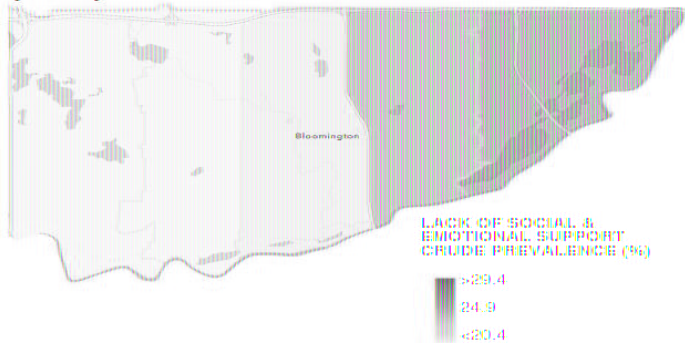 Bloomington
LACK OF SOCIAL &
EMOTIONAL SUPPORT
CRUDE PREVALENCE (%)
>29.4
24.9
<20.4